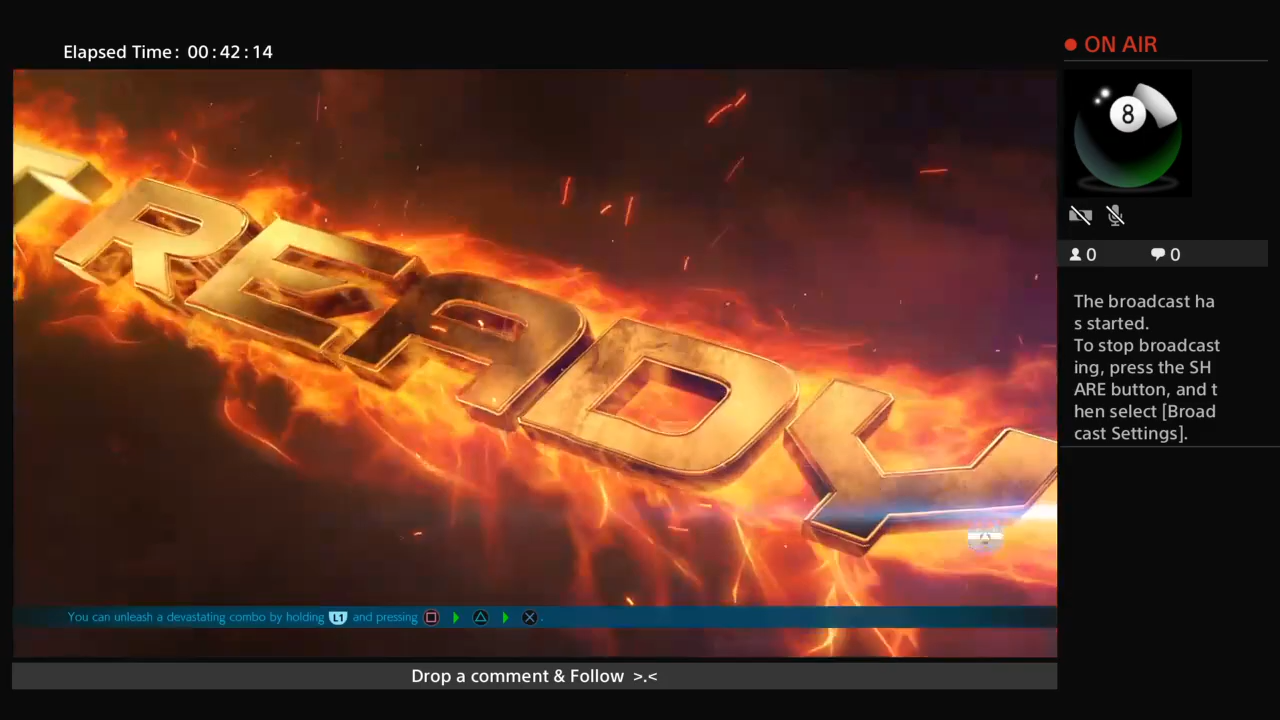 Elapsed Time: 00:42:14
ON AIR
8
READY
0
0
The broadcast ha
s started.
To stop broadcast
ing, press the SH
ARE button, and t
hen select [Broad
cast Settings].
You can unleash a devastating combo by holding L1 and pressing
Drop a comment & Follow >.<